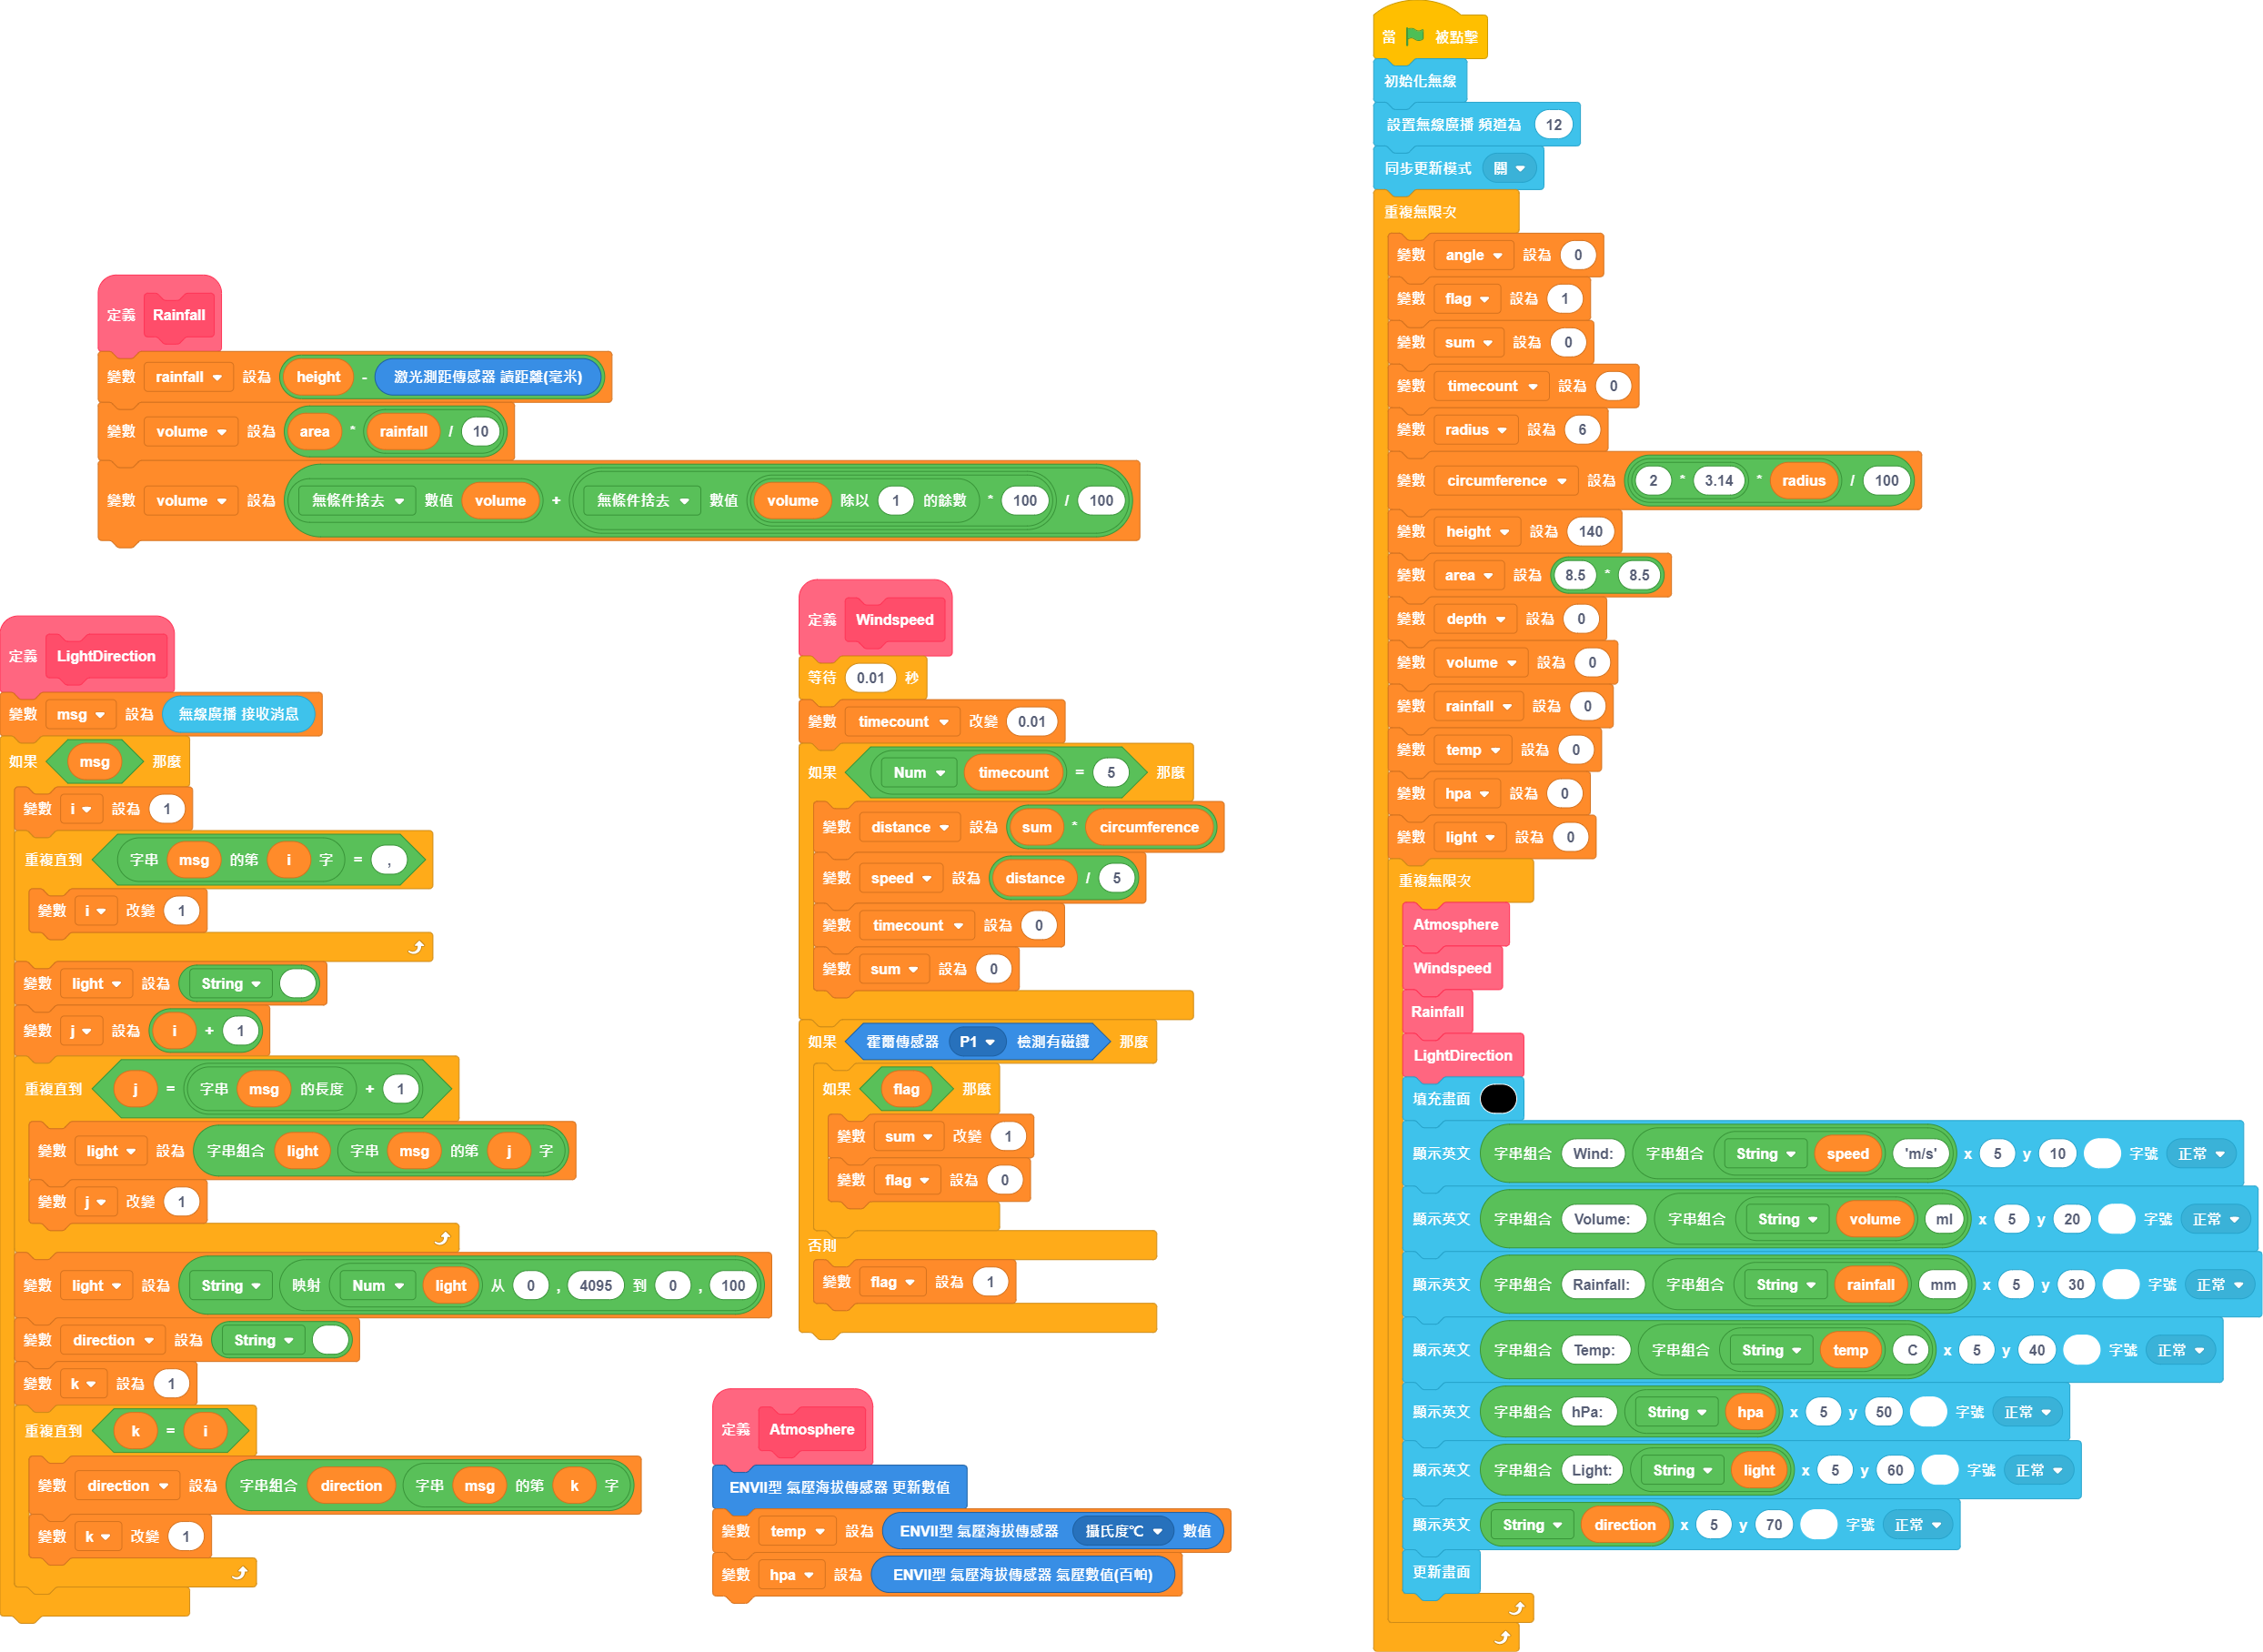 定義 Rainfall
變數 rainfall 設為 height - 激光測距傳感器 讀距離(毫米)
變數 volume 設為 area * rainfall / 10
變數 volume 設為 無條件捨去 數值 volume + 無條件捨去 數值 volume 除以 1 的餘數 * 100 / 100
定義 LightDirection
變數 msg 設為 無線廣播 接收消息
如果 msg 那麼
變數 i 設為 1
重複直到 字串 msg 的第 i 字 = ,
變數 i 改變 1
變數 light 設為 String
變數 j 設為 i + 1
重複直到 j = 字串 msg 的長度 + 1
變數 light 設為 字串組合 light 字串 msg 的第 j 字
變數 j 改變 1
變數 light 設為 String 映射 Num light 从 0 , 4095 到 0 , 100
變數 direction 設為 String
變數 k 設為 1
重複直到 k = i
變數 direction 設為 字串組合 direction 字串 msg 的第 k 字
變數 k 改變 1
定義 Windspeed
等待 0.01 秒
變數 timecount 改變 0.01
如果 Num timecount = 5 那麼
變數 distance 設為 sum * circumference
變數 speed 設為 distance / 5
變數 timecount 設為 0
變數 sum 設為 0
如果 霍爾傳感器 P1 檢測有磁鐵 那麼
如果 flag 那麼
變數 sum 改變 1
變數 flag 設為 0
否則
變數 flag 設為 1
定義 Atmosphere
ENVII型 氣壓海拔傳感器 更新數值
變數 temp 設為 ENVII型 氣壓海拔傳感器 攝氏度℃ 數值
變數 hpa 設為 ENVII型 氣壓海拔傳感器 氣壓數值(百帕)
當 被點擊
初始化無線
設置無線廣播 頻道為 12
同步更新模式 關
重複無限次
變數 angle 設為 0
變數 flag 設為 1
變數 sum 設為 0
變數 timecount 設為 0
變數 radius 設為 6
變數 circumference 設為 2 * 3.14 * radius / 100
變數 height 設為 140
變數 area 設為 8.5 * 8.5
變數 depth 設為 0
變數 volume 設為 0
變數 rainfall 設為 0
變數 temp 設為 0
變數 hpa 設為 0
變數 light 設為 0
重複無限次
Atmosphere
Windspeed
Rainfall
LightDirection
填充畫面
顯示英文 字串組合 Wind: 字串組合 String speed 'm/s' x 5 y 10 字號 正常
顯示英文 字串組合 Volume: 字串組合 String volume ml x 5 y 20 字號 正常
顯示英文 字串組合 Rainfall: 字串組合 String rainfall mm x 5 y 30 字號 正常
顯示英文 字串組合 Temp: 字串組合 String temp C x 5 y 40 字號 正常
顯示英文 字串組合 hPa: String hpa x 5 y 50 字號 正常
顯示英文 字串組合 Light: String light x 5 y 60 字號 正常
顯示英文 String direction x 5 y 70 字號 正常
更新畫面